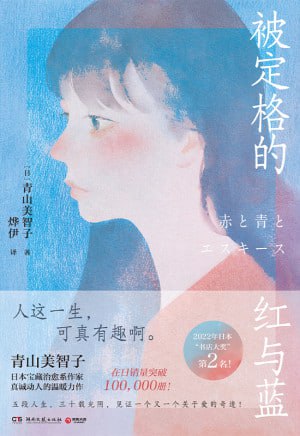 被定格的
红与蓝
赤と青と
エスキース
[日]青山美智子 著
烨伊 译
人这一生，
可真有趣啊。
2022年日本
“书店大奖”
第2名！
青山美智子
日本宝藏治愈系作家
真诚动人的温暖力作
在日销量突破
100,000册！
五段人生，三十载光阴，见证一个又一个关于爱的奇迹！
湖南文艺出版社
博集天卷